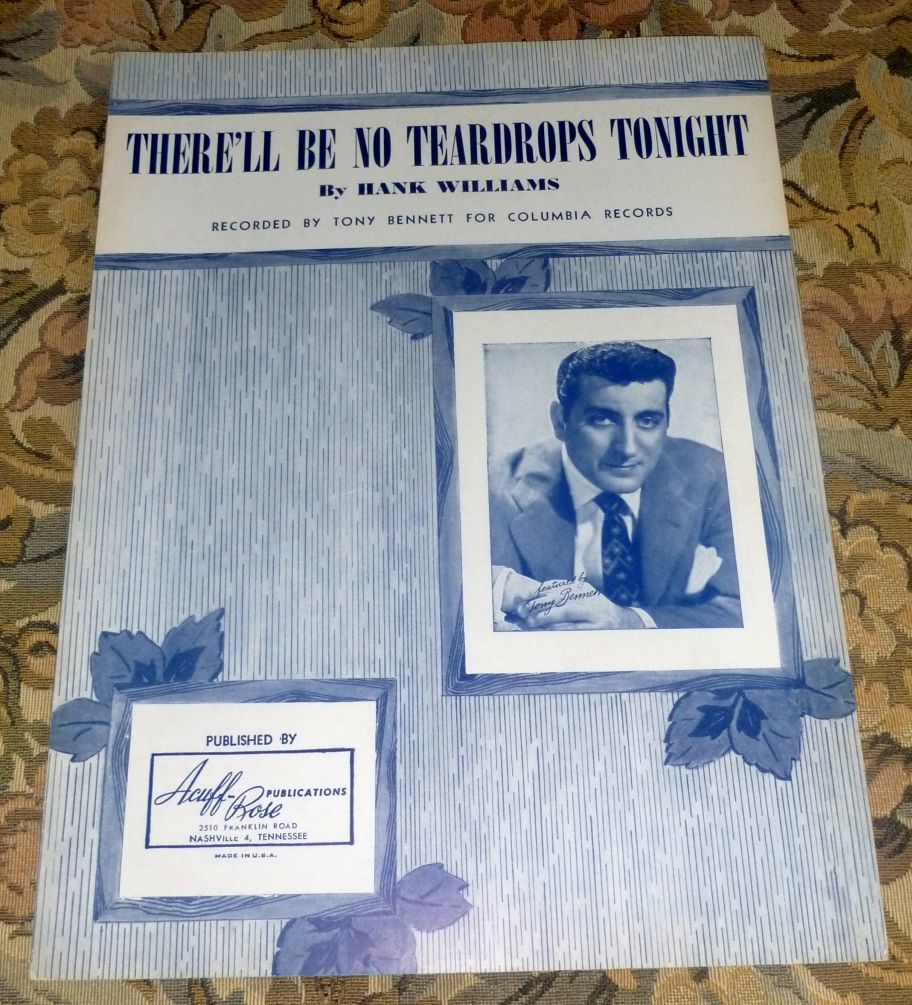 THERE'LL BE NO TEARDROPS TONIGHT
By HANK WILLIAMS
RECORDED BY TONY BENNETT FOR COLUMBIA RECORDS
featured by
Tony Bennett
PUBLISHED BY
Acuff-Rose PUBLICATIONS
2510 FRANKLIN ROAD
NASHVILLE 4, TENNESSEE
MADE IN U.S.A.